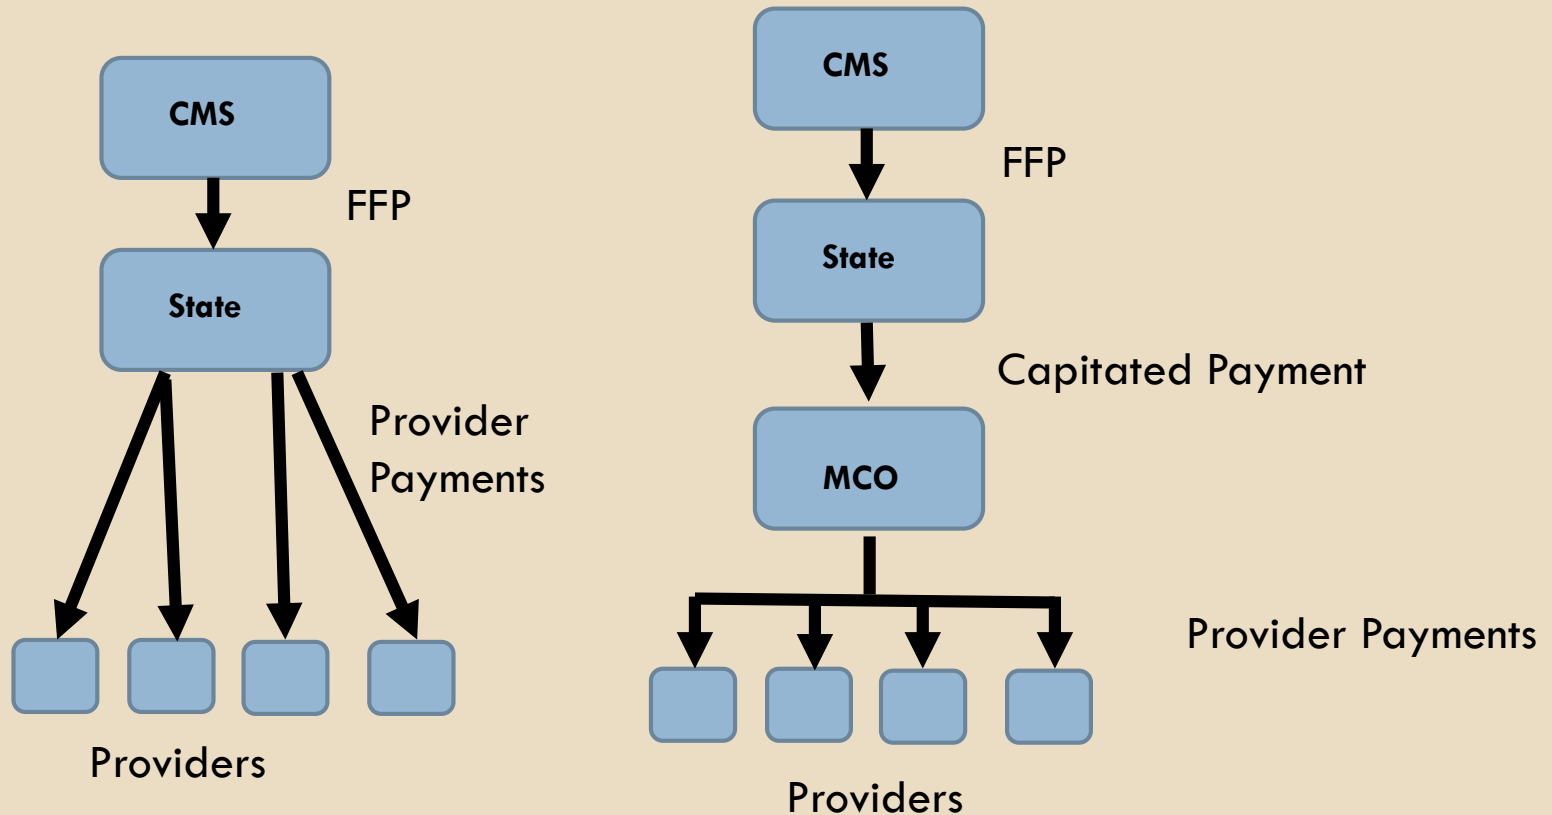 CMS
FFP
State
Provider
Payments
Providers
CMS
FFP
State
Capitated Payment
MCO
Provider Payments
Providers